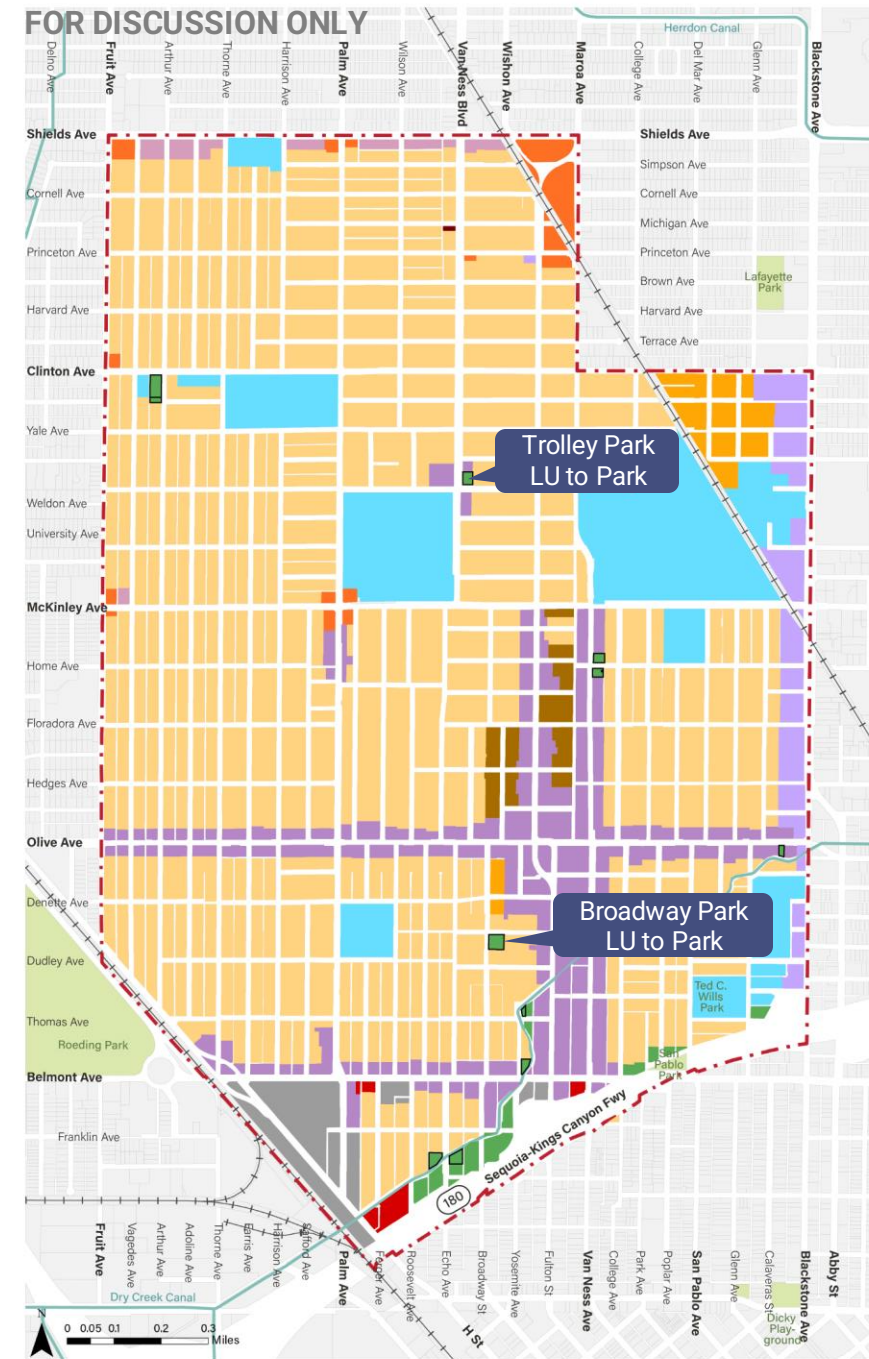 FOR DISCUSSION ONLY
Herrdon Canal
Delno Ave
Fruit Ave
Arthur Ave
Thorne Ave
Harrison Ave
Palm Ave
Wilson Ave
Van Ness Blvd
Wishon Ave
Maroa Ave
College Ave
Del Mar Ave
Glenn Ave
Blackstone Ave
Shields Ave
Shields Ave
Simpson Ave
Cornell Ave
Cornell Ave
Michigan Ave
Princeton Ave
Princeton Ave
Brown Ave
Lafayette
Park
Harvard Ave
Harvard Ave
Terrace Ave
Clinton Ave
Yale Ave
Trolley Park
LU to Park
Weldon Ave
University Ave
McKinley Ave
Home Ave
Floradora Ave
Hedges Ave
Olive Ave
Denette Ave
Broadway Park
LU to Park
Dudley Ave
Ted C.
Wills
Park
Thomas Ave
Roeding Park
San
Pablo
Park
Belmont Ave
Sequoia-Kings Canyon Fwy
Franklin Ave
180
Fruit Ave
Vagedes Ave
Arthur Ave
Adoline Ave
Thorne Ave
Farris Ave
Harrison Ave
Safford Ave
Palm Ave
Ferger Ave
Roosevelt Ave
Echo Ave
Broadway St
Yosemite Ave
Fulton St
Van Ness Ave
College Ave
Park Ave
Poplar Ave
San Pablo Ave
Glenn Ave
Calaveras St
Blackstone Ave
Abby St
Dry Creek Canal
H St
Dicky
Play-
ground
N
0 0.05 0.1 0.2 0.3
Miles